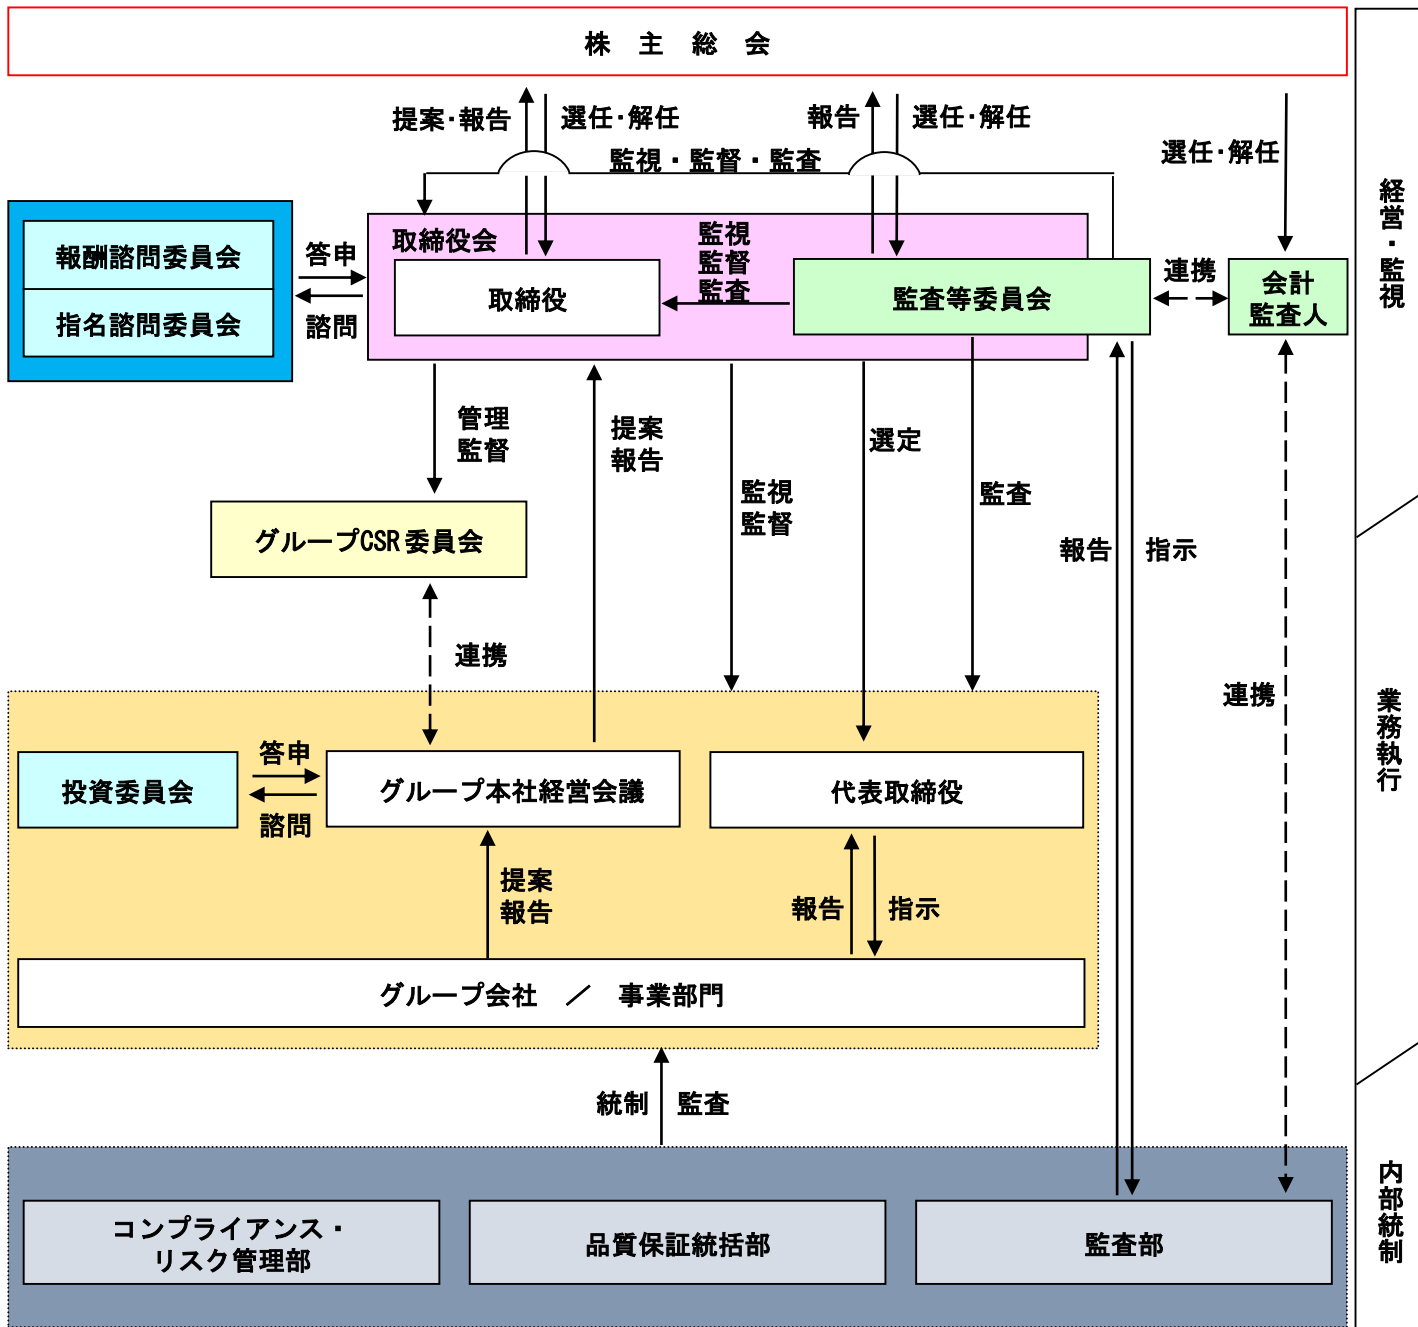 株 主 総 会
提案･報告
選任･解任
報告
選任･解任
選任･解任
監視・監督・監査
経営・監視
報酬諮問委員会
指名諮問委員会
答申
諮問
取締役会
取締役
監視
監督
監査
監査等委員会
連携
会計
監査人
管理
監督
提案
報告
監視
監督
選定
監査
報告
指示
グループCSR委員会
連携
連携
業務執行
投資委員会
答申
諮問
グループ本社経営会議
代表取締役
提案
報告
報告
指示
グループ会社 ／ 事業部門
統制
監査
内部統制
コンプライアンス・
リスク管理部
品質保証統括部
監査部